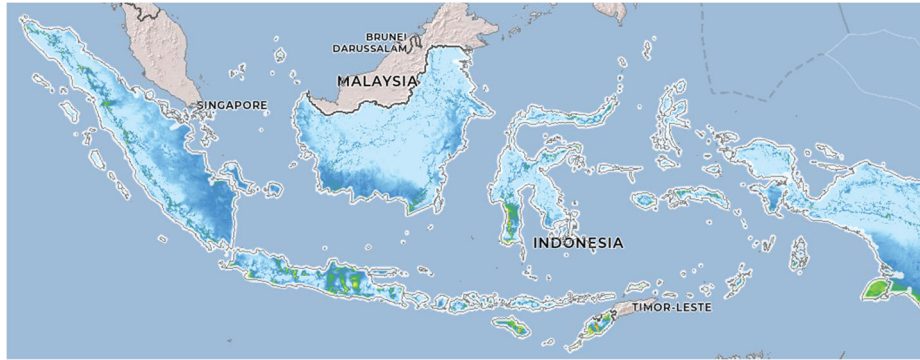 BRUNEI
DARUSSALAM
MALAYSIA
SINGAPORE
INDONESIA
TIMOR-LESTE